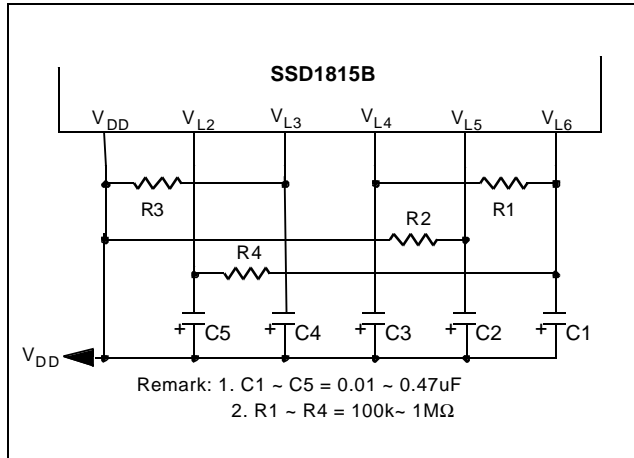 SSD1815B
VDD VL2 VL3 VL4 VL5 VL6
R3 R1
R2
R4
+ C5 + C4 + C3 + C2 + C1
VDD
Remark: 1. C1 ~ C5 = 0.01 ~ 0.47uF
2. R1 ~ R4 = 100k~ 1MΩ